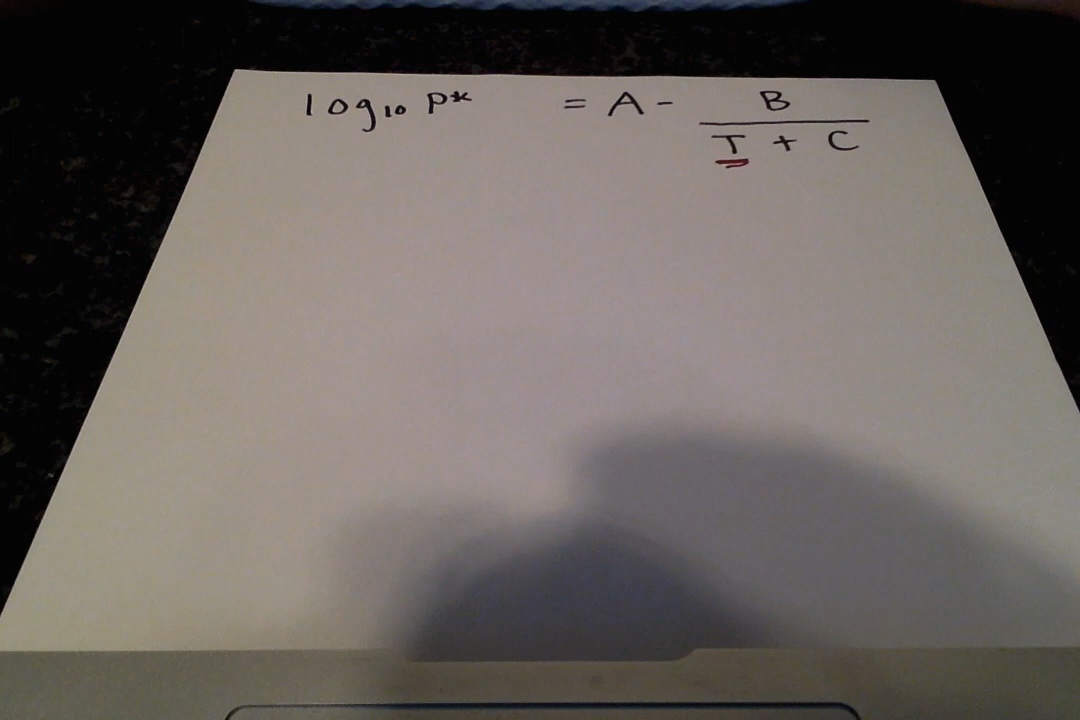 log₁₀ p* = A - B
T + C